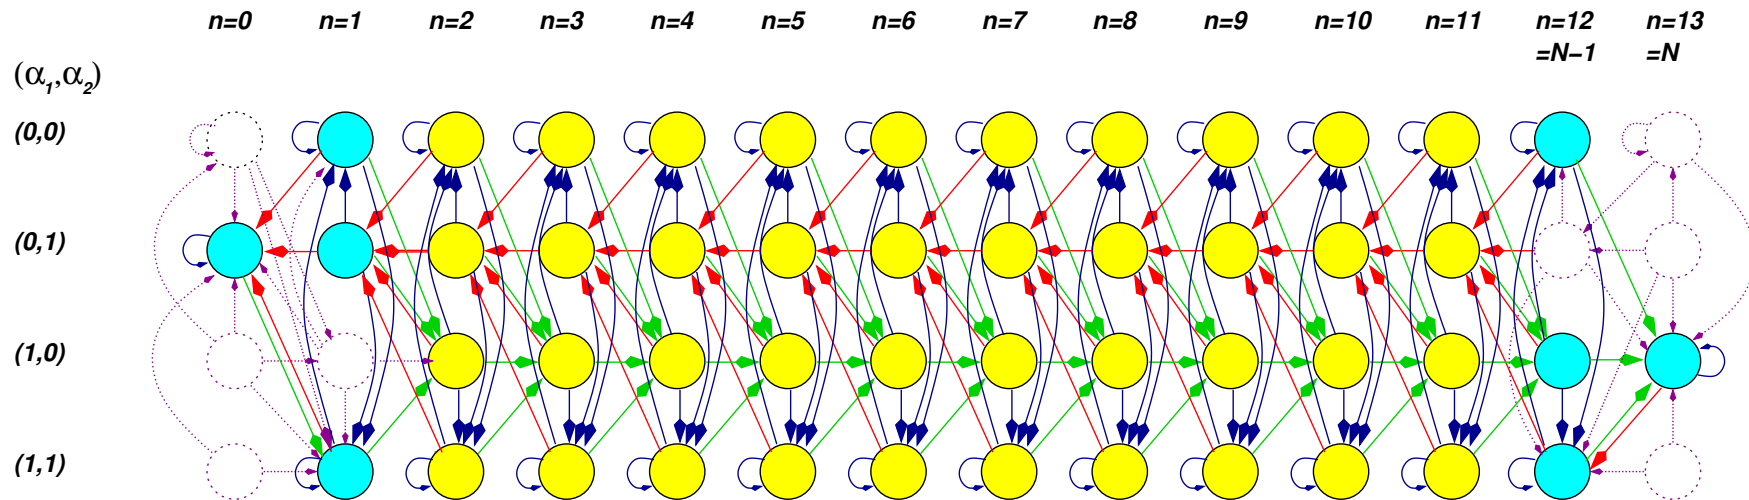 n=0 n=1 n=2 n=3 n=4 n=5 n=6 n=7 n=8 n=9 n=10 n=11 n=12 n=13
=N−1 =N
(α1,α2)
(0,0)
(0,1)
(1,0)
(1,1)